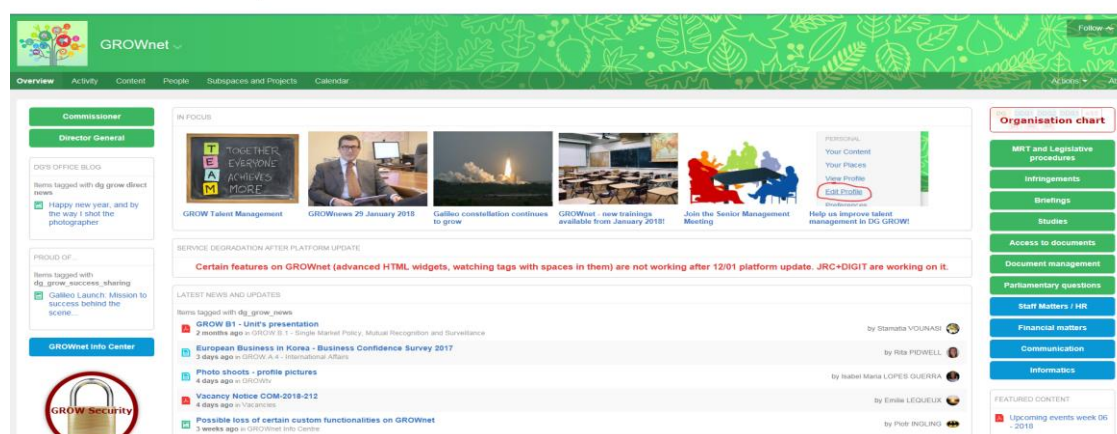 GROWnet
Follow
Overview Activity Content People Subspaces and Projects Calendar
Actions
Commissioner
Director General
DG'S OFFICE BLOG
Items tagged with dg grow direct
news
Happy new year, and by
the way I shot the
photographer
PROUD OF...
Items tagged with
dg_grow_success_sharing
Galileo Launch: Mission to
success behind the
scene...
GROWnet Info Center
GROW Security
IN FOCUS
TOGETHER
EVERYONE
ACHIEVES
MORE
GROW Talent Management
GROWnews 29 January 2018
Galileo constellation continues
to grow
GROWnet - new trainings
available from January 2018!
Join the Senior Management
Meeting
PERSONAL
Your Content
Your Places
View Profile
Edit Profile
Preferences
Help us improve talent
management in DG GROW!
SERVICE DEGRADATION AFTER PLATFORM UPDATE
Certain features on GROWnet (advanced HTML widgets, watching tags with spaces in them) are not working after 12/01 platform update. JRC+DIGIT are working on it.
LATEST NEWS AND UPDATES
Items tagged with dg_grow_news
GROW B1 - Unit's presentation
2 months ago in GROW B.1 - Single Market Policy, Mutual Recognition and Surveillance
by Stamatia VOUNASI
European Business in Korea - Business Confidence Survey 2017
3 days ago in GROW.A.4 - International Affairs
by Rita PIDWELL
Photo shoots - profile pictures
4 days ago in GROWtv
by Isabel Maria LOPES GUERRA
Vacancy Notice COM-2018-212
4 days ago in Vacancies
by Emilie LEQUEUX
Possible loss of certain custom functionalities on GROWnet
3 weeks ago in GROWnet Info Centre
by Piotr INGLING
Organisation chart
MRT and Legislative
procedures
Infringements
Briefings
Studies
Access to documents
Document management
Parliamentary questions
Staff Matters / HR
Financial matters
Communication
Informatics
FEATURED CONTENT
Upcoming events week 06
- 2018